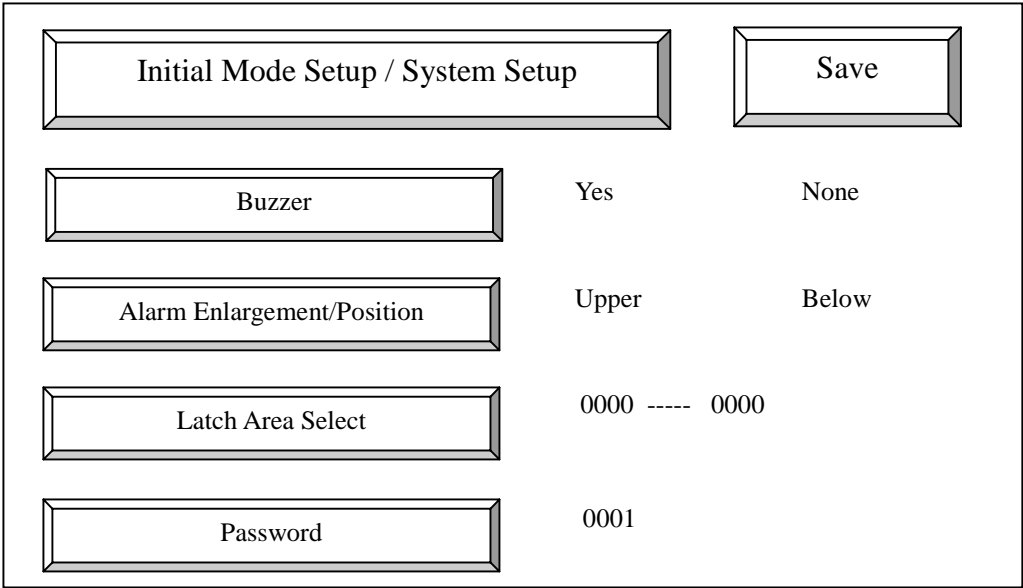 Initial Mode Setup / System Setup
Save
Buzzer
Yes
None
Alarm Enlargement/Position
Upper
Below
Latch Area Select
0000 ----- 0000
Password
0001